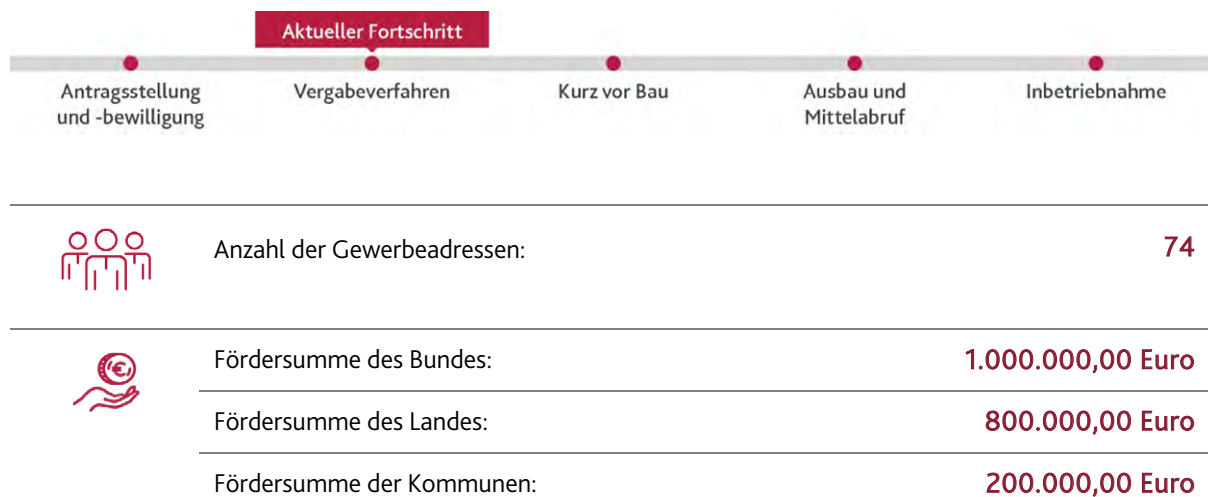 Aktueller Fortschritt
Antragsstellung
und -bewilligung
Vergabeverfahren
Kurz vor Bau
Ausbau und
Mittelabruf
Inbetriebnahme
Anzahl der Gewerbeadressen: 74
Fördersumme des Bundes: 1.000.000,00 Euro
Fördersumme des Landes: 800.000,00 Euro
Fördersumme der Kommunen: 200.000,00 Euro